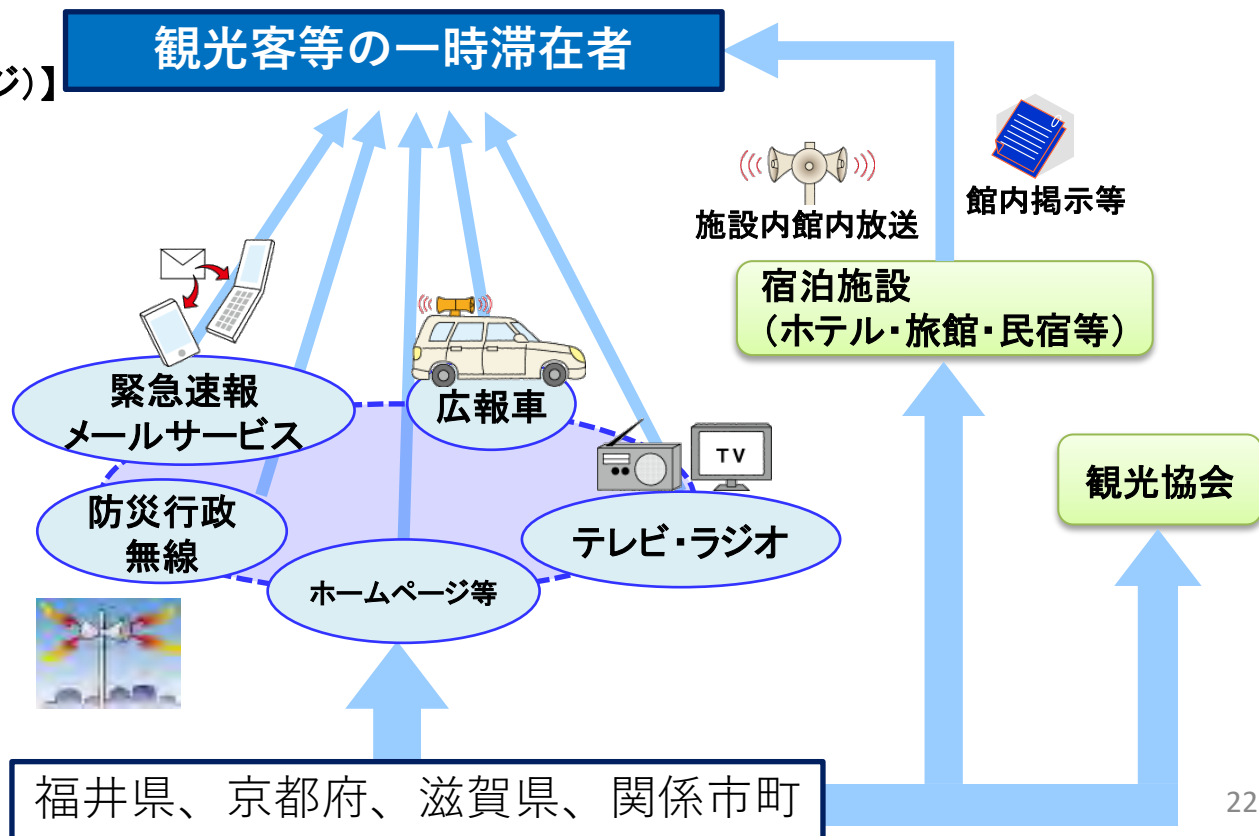 観光客等の一時滞在者
ジ)】
施設内館内放送
館内掲示等
宿泊施設
（ホテル・旅館・民宿等）
緊急速報
メールサービス
広報車
TV
観光協会
防災行政
無線
テレビ・ラジオ
ホームページ等
福井県、京都府、滋賀県、関係市町
22